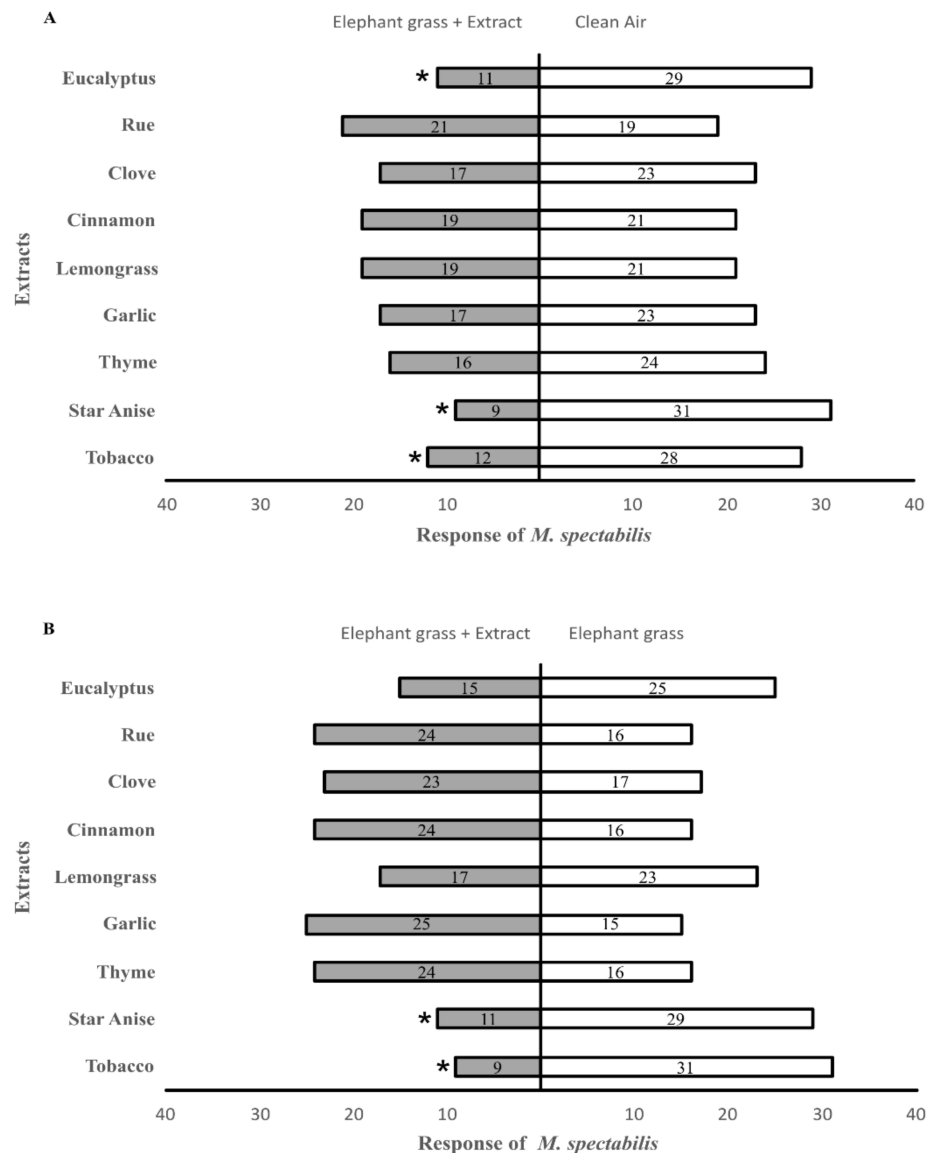 A
Elephant grass + Extract Clean Air
Eucalyptus * 11 29
Rue 21 19
Clove 17 23
Cinnamon 19 21
Lemongrass 19 21
Garlic 17 23
Thyme 16 24
Star Anise * 9 31
Tobacco * 12 28
Extracts
40 30 20 10 10 20 30 40
Response of M. spectabilis
B
Elephant grass + Extract Elephant grass
Eucalyptus 15 25
Rue 24 16
Clove 23 17
Cinnamon 24 16
Lemongrass 17 23
Garlic 25 15
Thyme 24 16
Star Anise * 11 29
Tobacco * 9 31
Extracts
40 30 20 10 10 20 30 40
Response of M. spectabilis